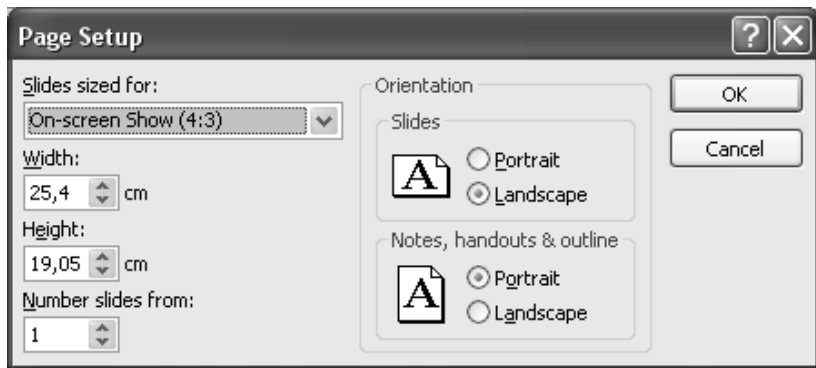 Page Setup
Slides sized for:
On-screen Show (4:3)
Width:
25,4 cm
Height:
19,05 cm
Number slides from:
1
Orientation
Slides
A
Portrait
Landscape
Notes, handouts & outline
A
Portrait
Landscape
OK
Cancel